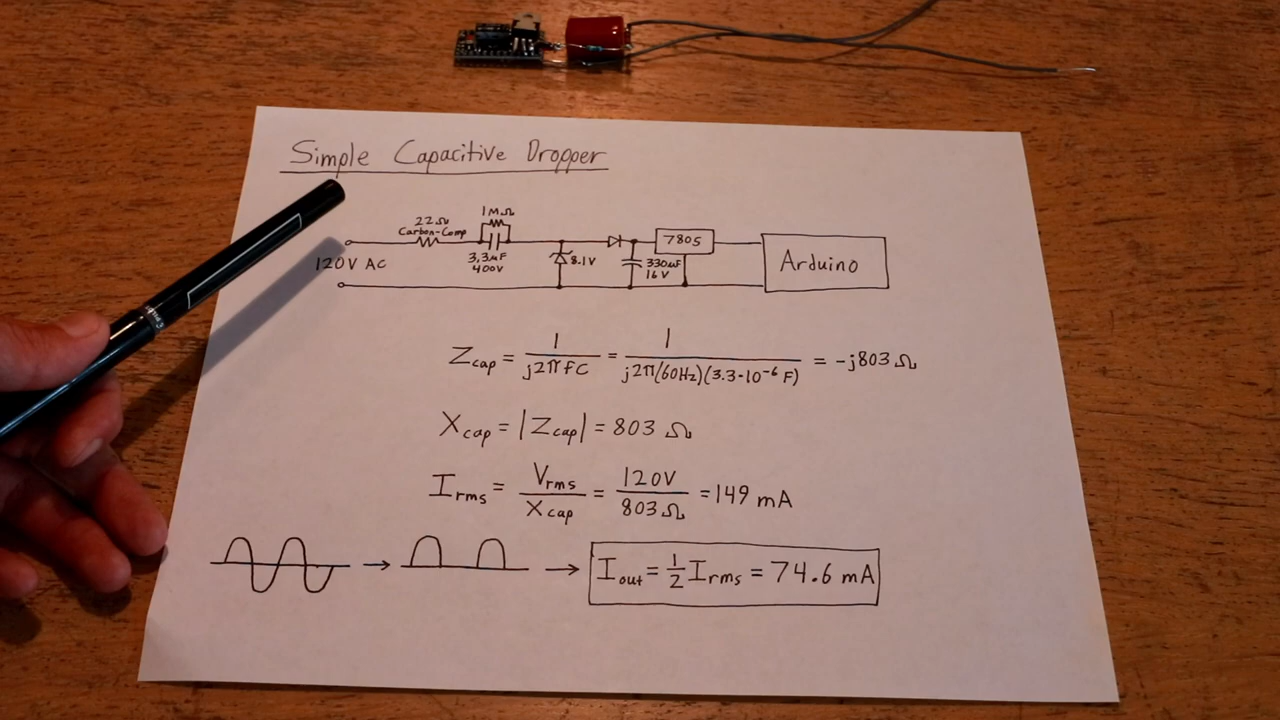 Simple Capacitive Dropper
1MΩ
22Ω
Carbon-Comp
3.3µF
400V
120V AC
8.1V
330µF
16V
7805
Arduino
Zcap = 1/(j2πfC) = 1/(j2π(60Hz)(3.3·10⁻⁶ F)) = -j803 Ω
Xcap = |Zcap| = 803 Ω
Irms = Vrms/Xcap = 120V/803Ω = 149 mA
→ → Iout = 1/2 Irms = 74.6 mA